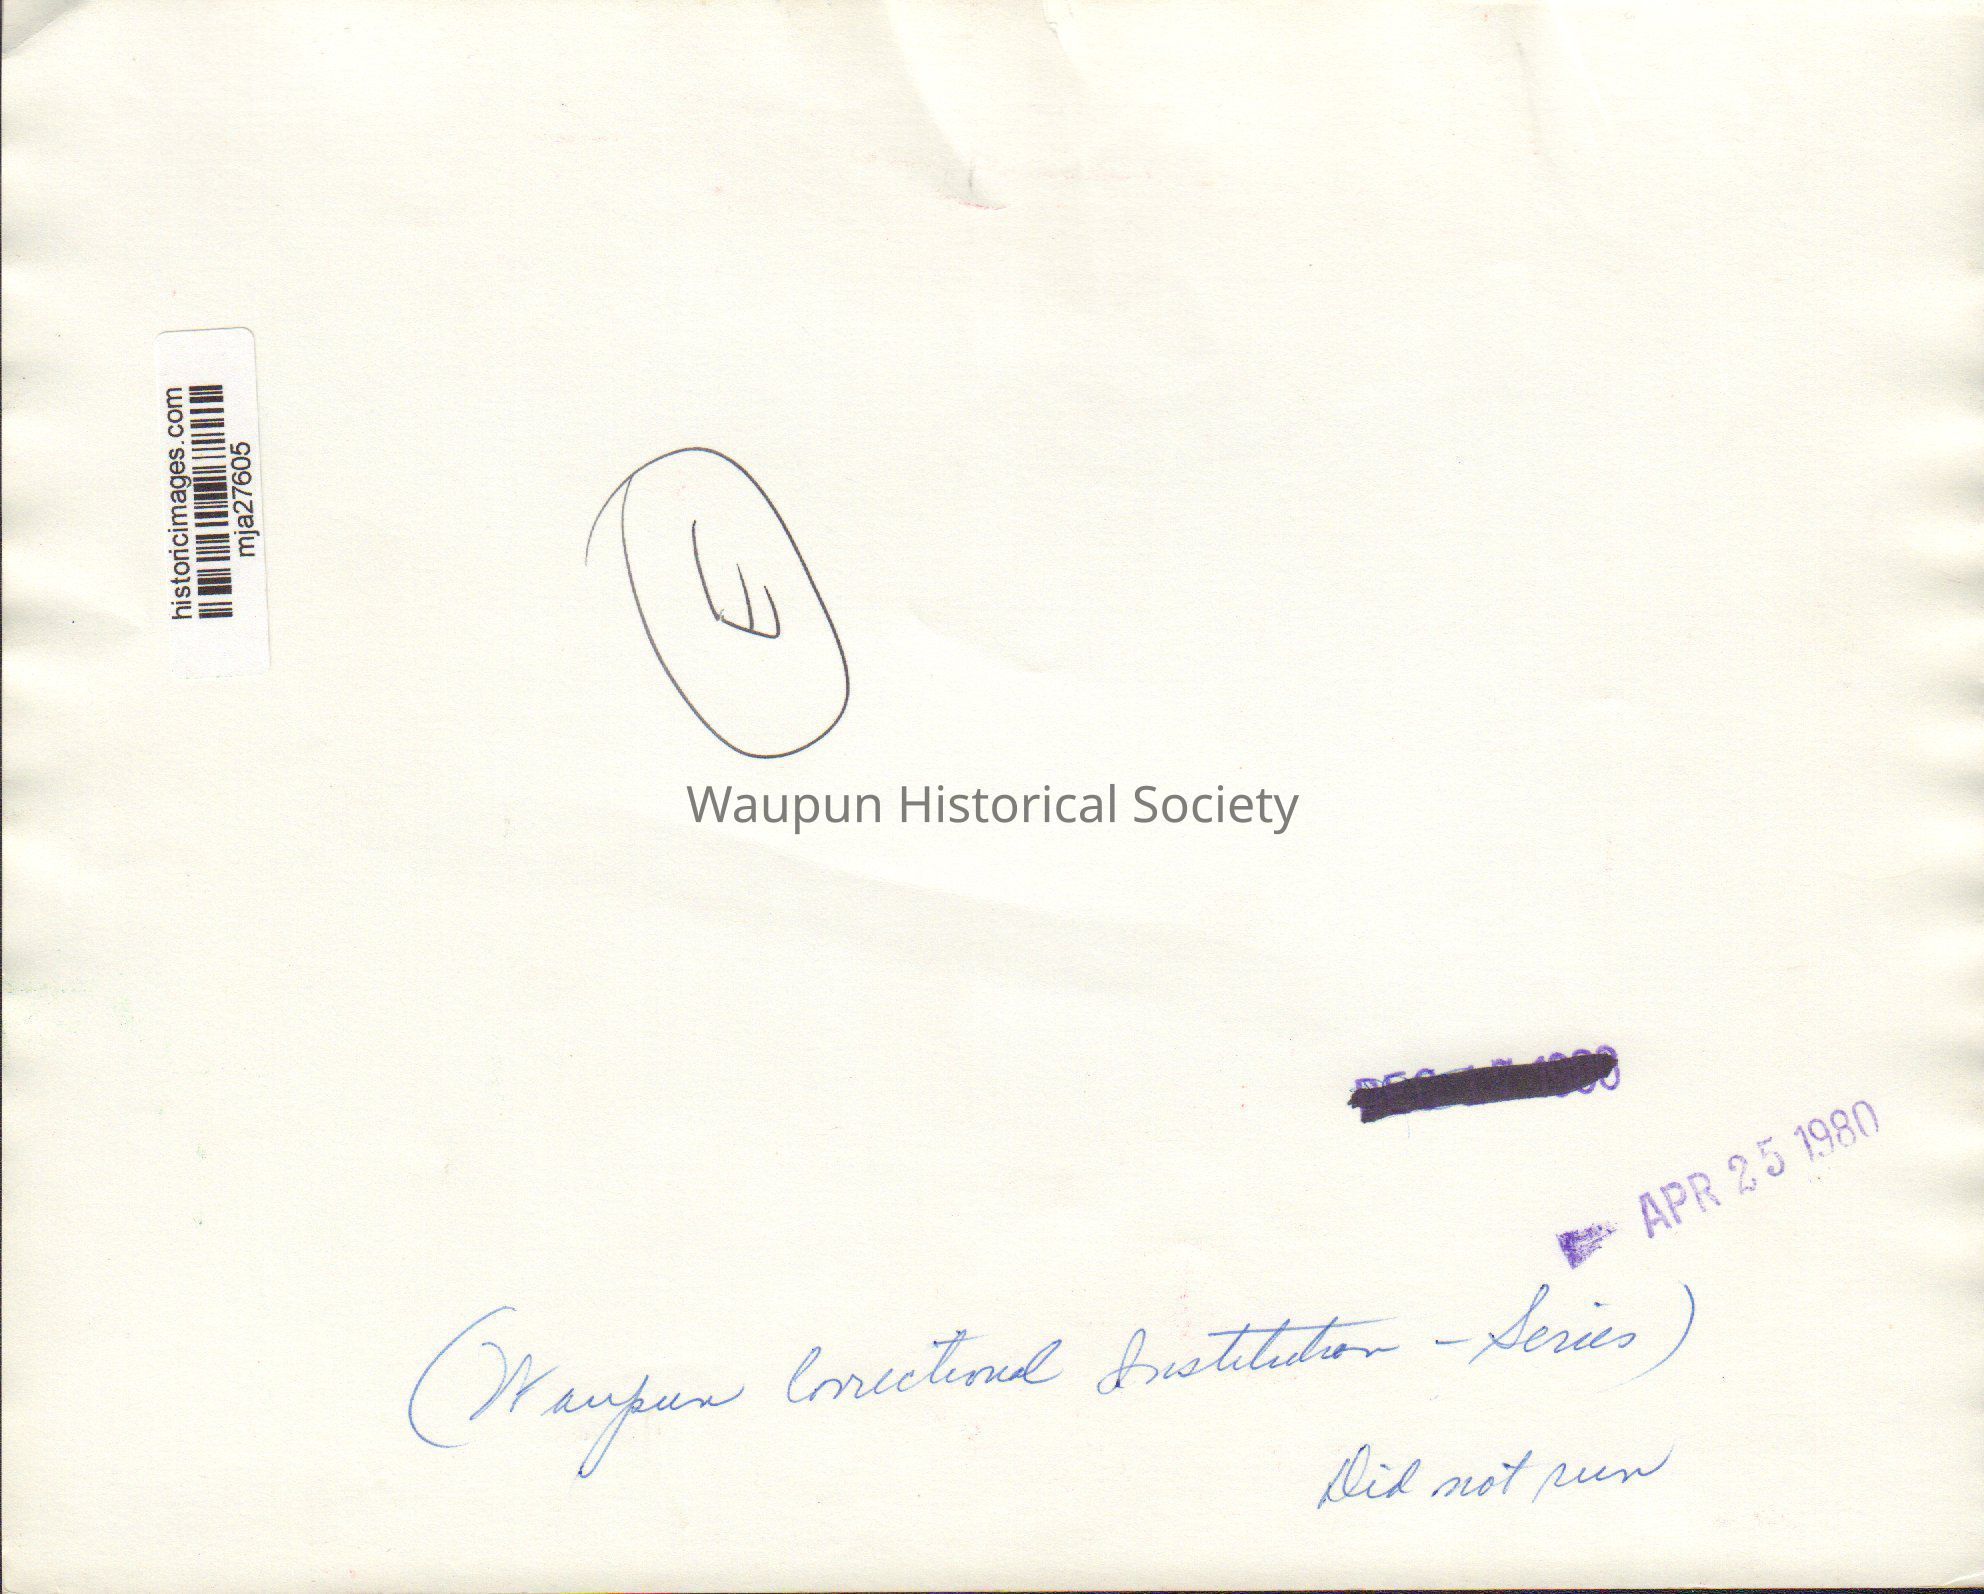 historicimages.com
mja27605
E
Waupun Historical Society
APR 25 1980
(Waupun Correctional Institution - Series)
Did not run